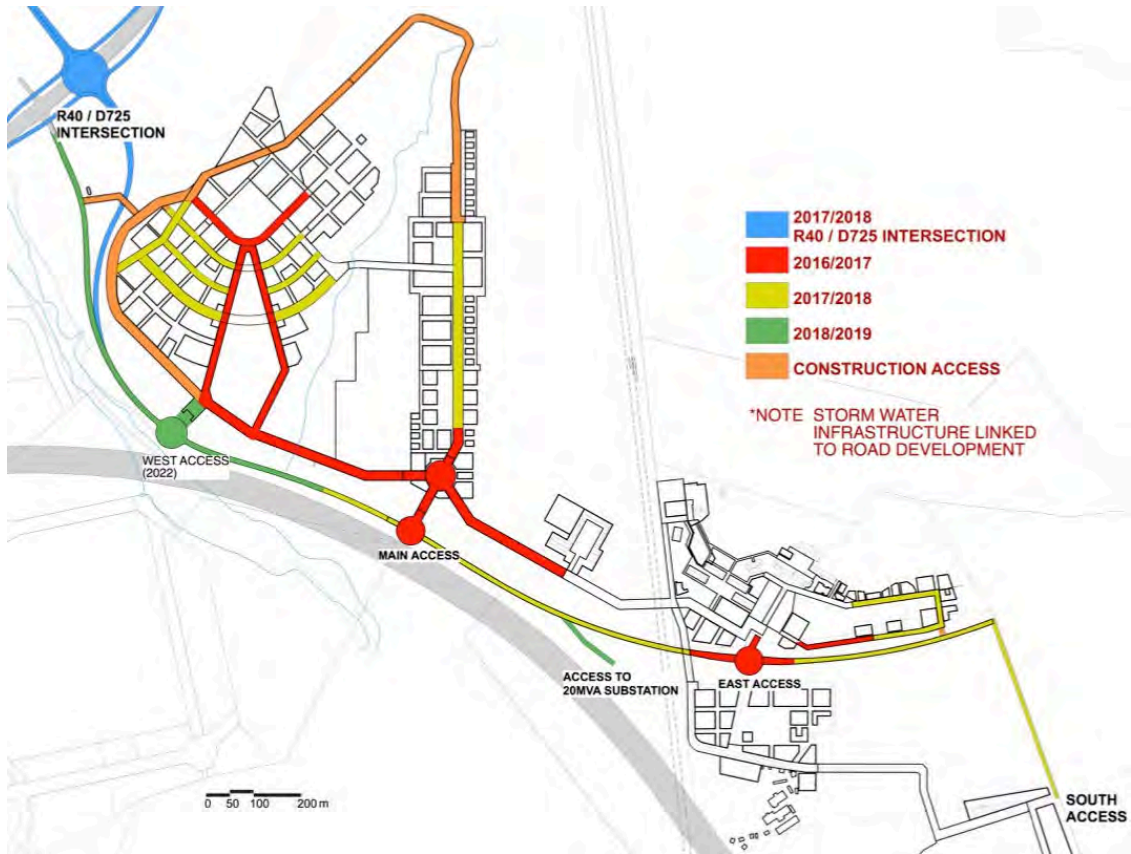 R40 / D725
INTERSECTION
2017/2018
R40 / D725 INTERSECTION
2016/2017
2017/2018
2018/2019
CONSTRUCTION ACCESS
*NOTE STORM WATER
INFRASTRUCTURE LINKED
TO ROAD DEVELOPMENT
WEST ACCESS
(2022)
MAIN ACCESS
ACCESS TO
20MVA SUBSTATION
EAST ACCESS
0 50 100 200 m
SOUTH
ACCESS